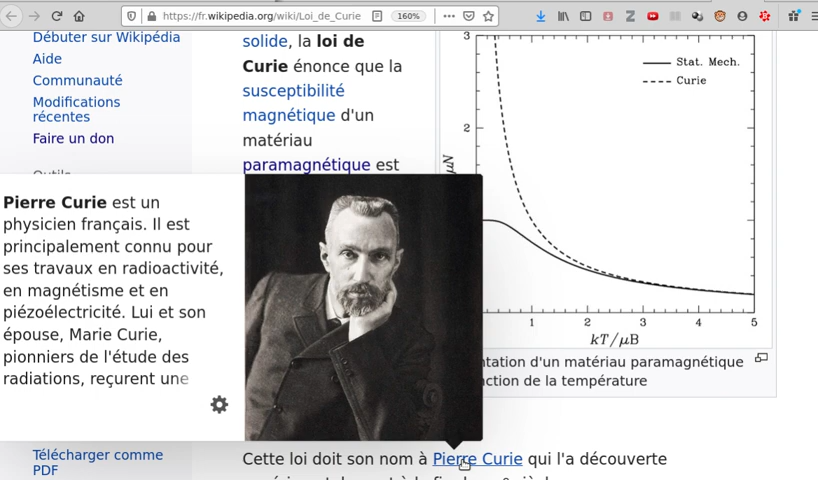 https://fr.wikipedia.org/wiki/Loi_de_Curie
160%
Débuter sur Wikipédia
Aide
Communauté
Modifications
récentes
Faire un don
solide, la loi de
Curie énonce que la
susceptibilité
magnétique d'un
matériau
paramagnétique est
Pierre Curie est un
physicien français. Il est
principalement connu pour
ses travaux en radioactivité,
en magnétisme et en
piézoélectricité. Lui et son
épouse, Marie Curie,
pionniers de l'étude des
radiations, reçurent une
3
2
1
Stat. Mech.
Curie
μN
1 2 3 4 5
kT/μB
ntation d'un matériau paramagnétique
nction de la température
Télécharger comme
PDF
Cette loi doit son nom à Pierre Curie qui l'a découverte